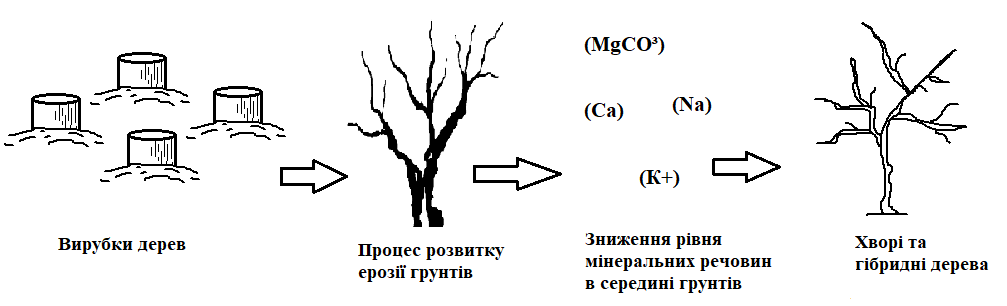 (MgCO³)
(Ca)
(Na)
(К+)
Вирубки дерев
Процес розвитку
ерозії грунтів
Зниження рівня
мінеральних речовин
в середині грунтів
Хворі та
гібридні дерева